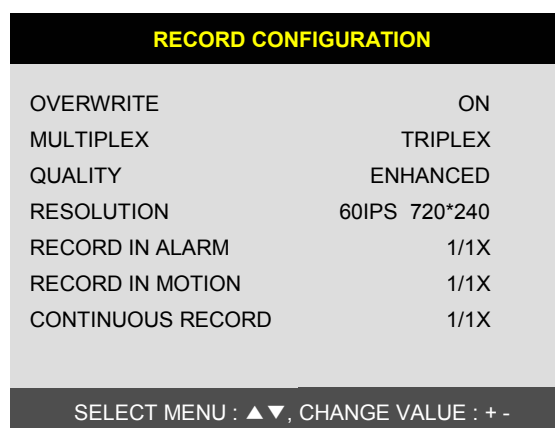 RECORD CONFIGURATION
OVERWRITE ON
MULTIPLEX TRIPLEX
QUALITY ENHANCED
RESOLUTION 60IPS 720*240
RECORD IN ALARM 1/1X
RECORD IN MOTION 1/1X
CONTINUOUS RECORD 1/1X
SELECT MENU : ▲▼, CHANGE VALUE : + -